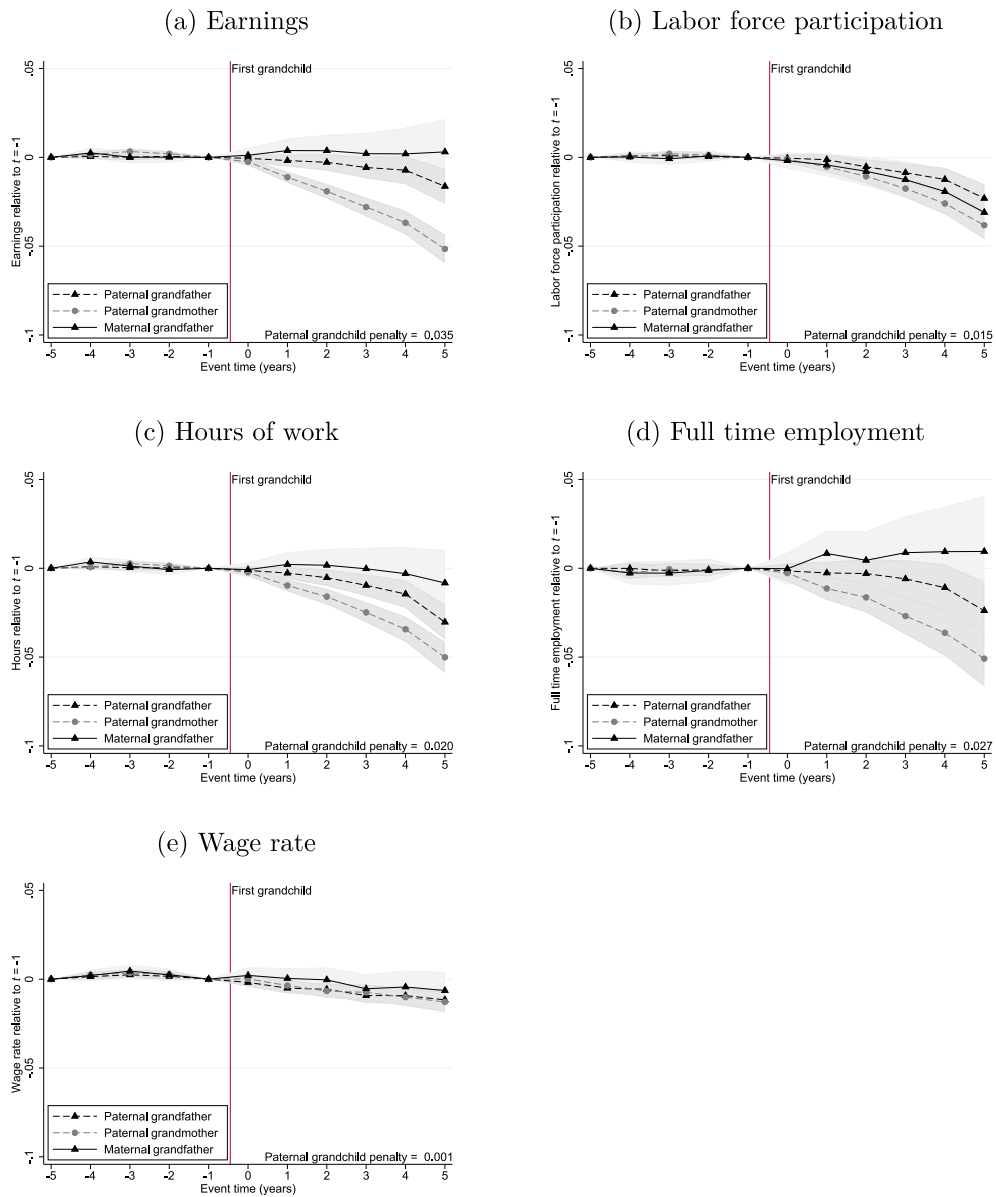 (a) Earnings
Earnings relative to t = -1
.05
0
-.05
-.1
First grandchild
Paternal grandfather
Paternal grandmother
Maternal grandfather
Paternal grandchild penalty = 0.035
-5 -4 -3 -2 -1 0 1 2 3 4 5
Event time (years)
(b) Labor force participation
Labor force participation relative to t = -1
.05
0
-.05
-.1
First grandchild
Paternal grandfather
Paternal grandmother
Maternal grandfather
Paternal grandchild penalty = 0.015
-5 -4 -3 -2 -1 0 1 2 3 4 5
Event time (years)
(c) Hours of work
Hours relative to t = -1
.05
0
-.05
-.1
First grandchild
Paternal grandfather
Paternal grandmother
Maternal grandfather
Paternal grandchild penalty = 0.020
-5 -4 -3 -2 -1 0 1 2 3 4 5
Event time (years)
(d) Full time employment
Full time employment relative to t = -1
.05
0
-.05
-.1
First grandchild
Paternal grandfather
Paternal grandmother
Maternal grandfather
Paternal grandchild penalty = 0.027
-5 -4 -3 -2 -1 0 1 2 3 4 5
Event time (years)
(e) Wage rate
Wage rate relative to t = -1
.05
0
-.05
-.1
First grandchild
Paternal grandfather
Paternal grandmother
Maternal grandfather
Paternal grandchild penalty = 0.001
-5 -4 -3 -2 -1 0 1 2 3 4 5
Event time (years)